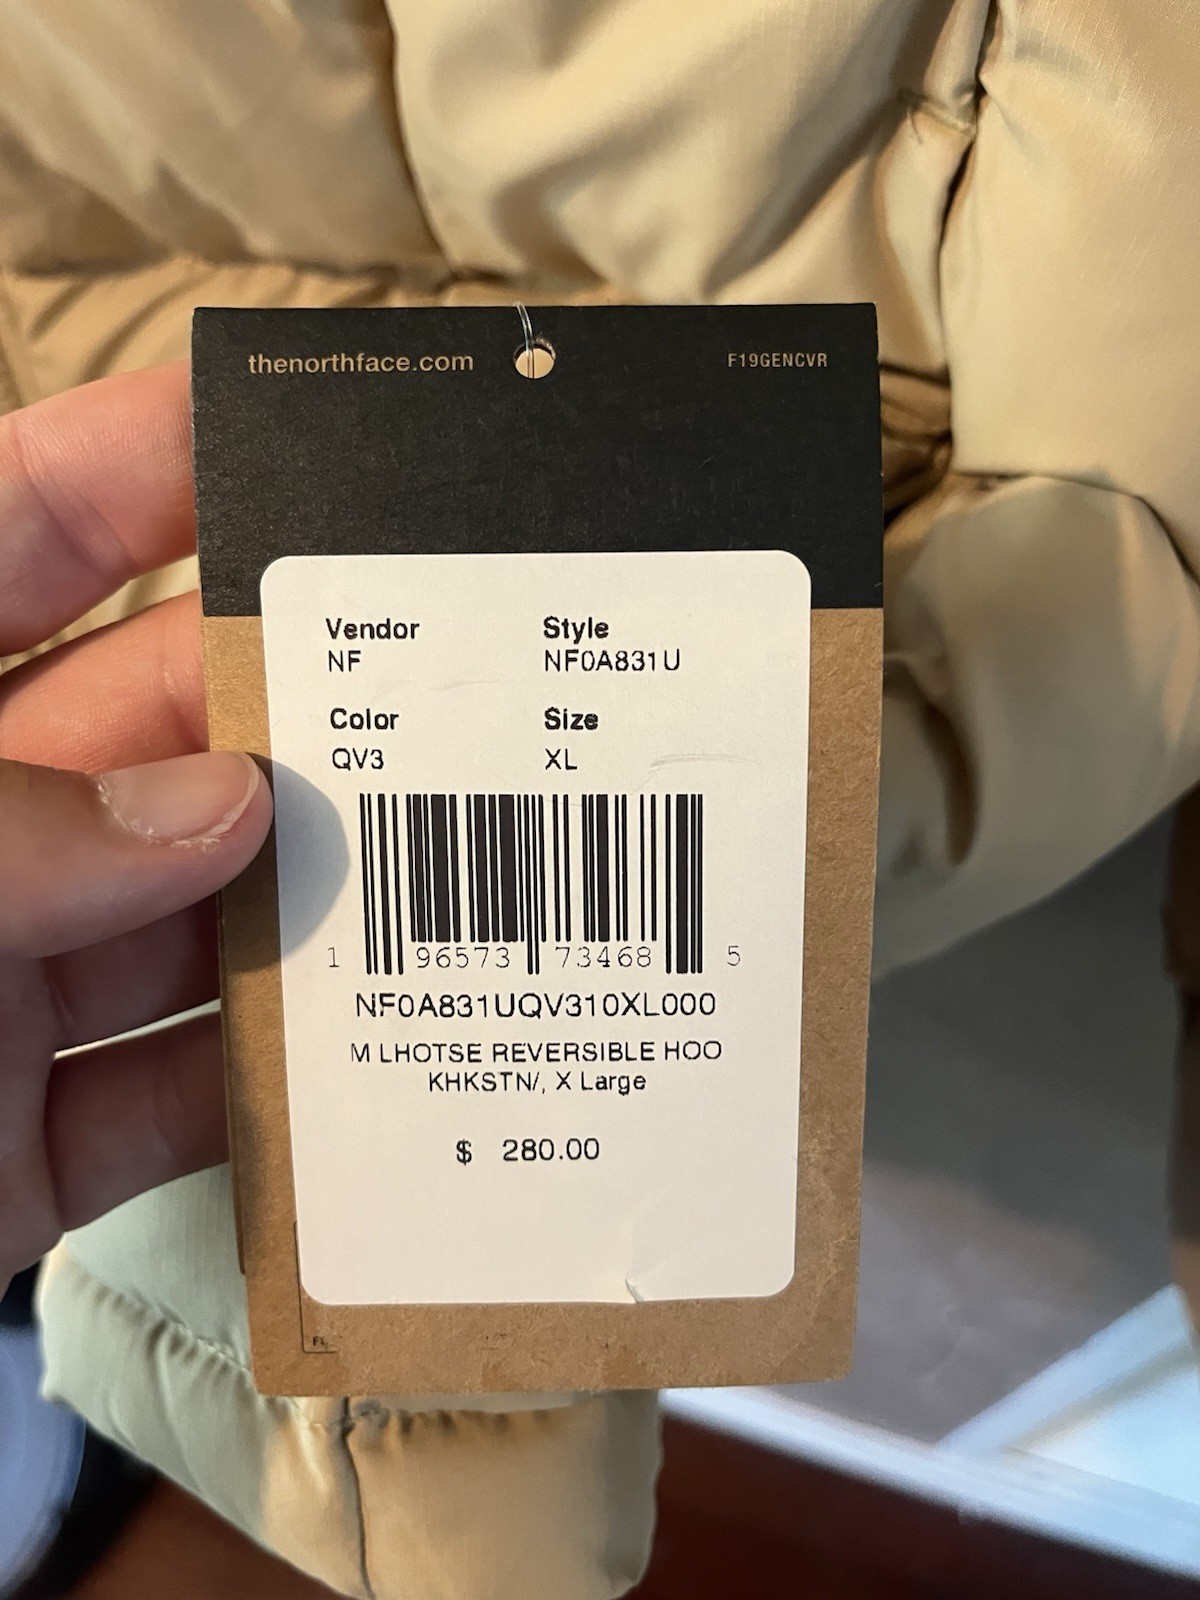 thenorthface.com F19GENCVR
Vendor Style
NF NF0A831U
Color Size
QV3 XL
1 96573 73468 5
NF0A831UQV310XL000
M LHOTSE REVERSIBLE HOO
KHKSTN/, X Large
$ 280.00